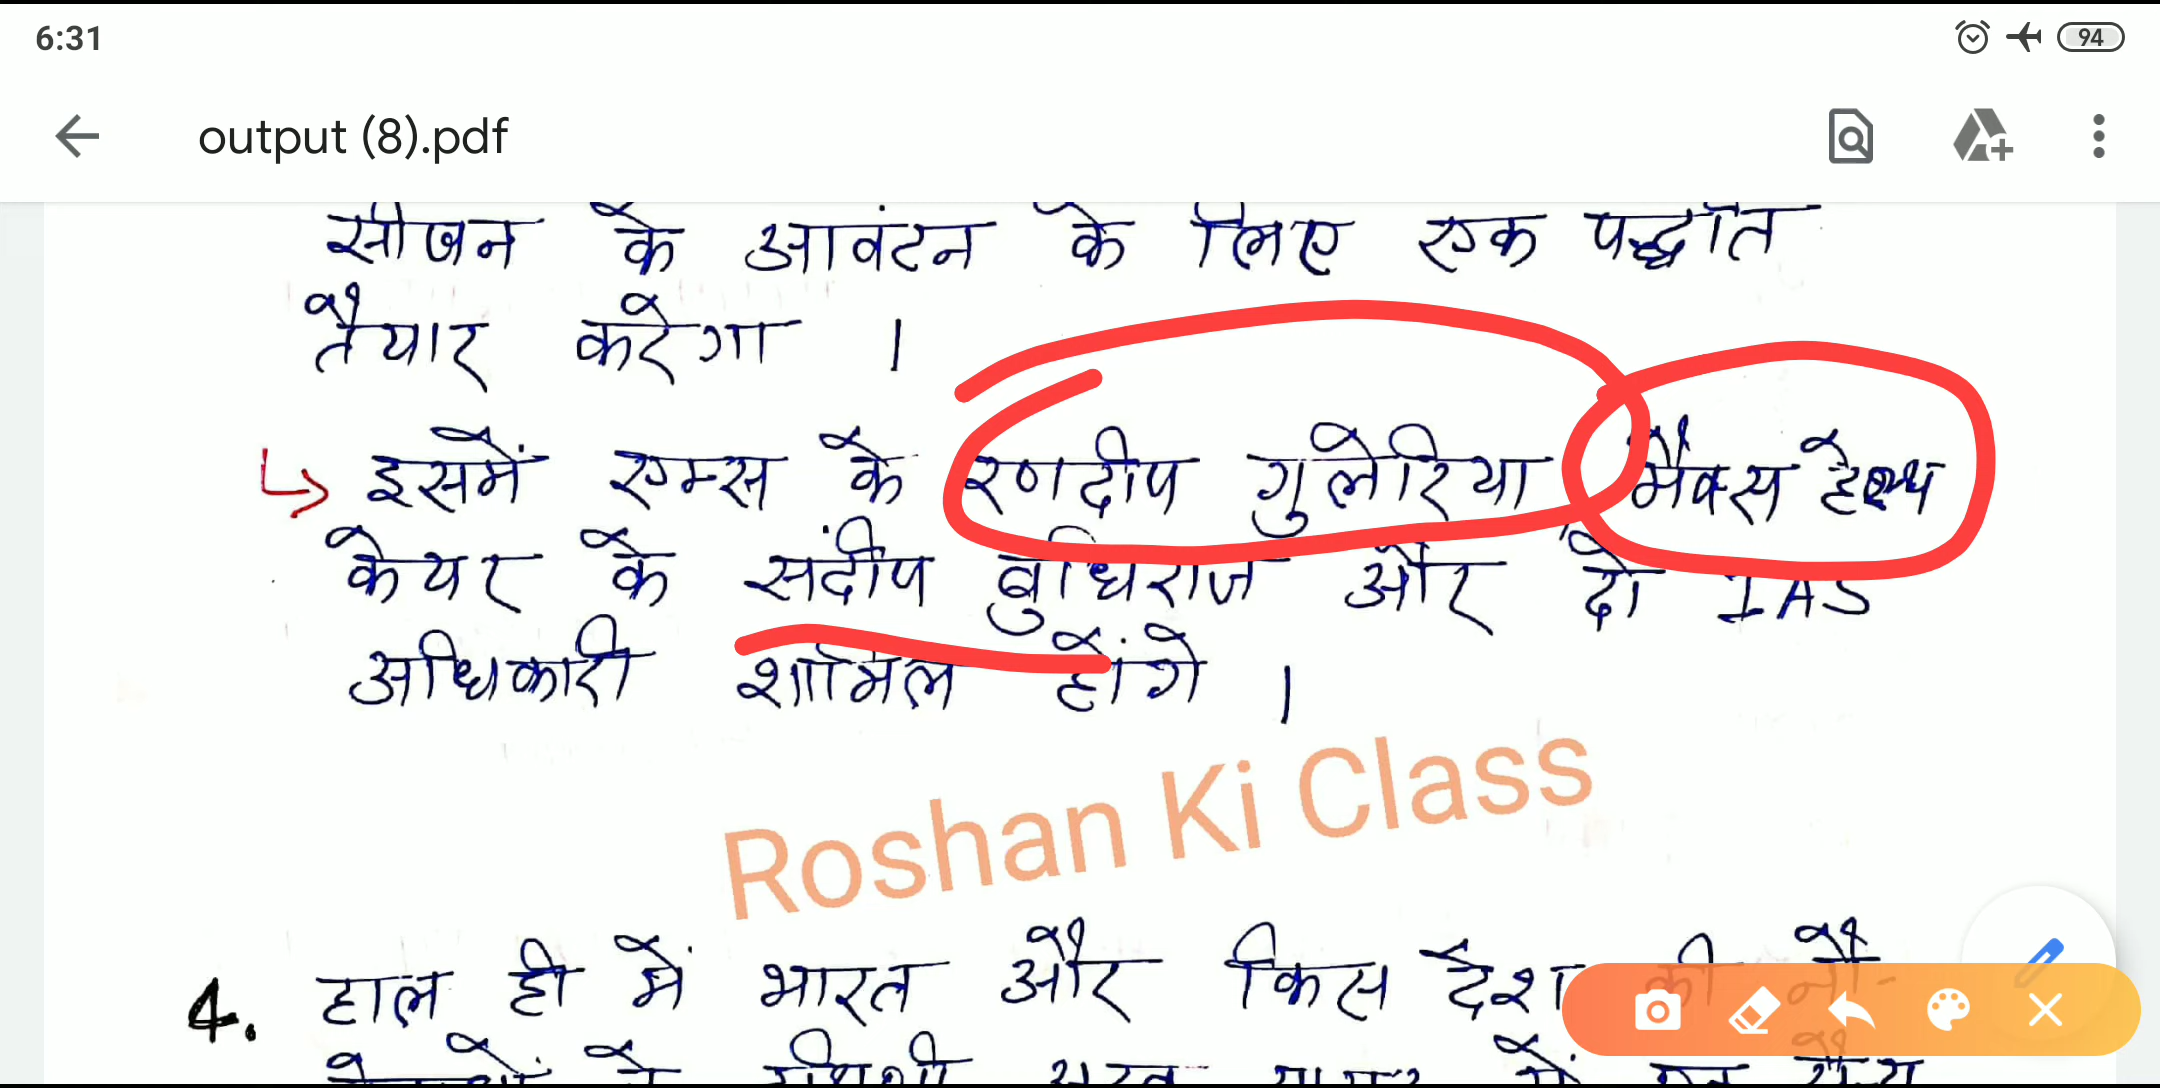 6:31
94
output (8).pdf
सीजन के आवंटन के लिए एक पद्धति
तैयार करेगा ।
↳ इसमें एम्स के रणदीप गुलेरिया मैक्स हेल्थ
केयर के संदीप बुधिराज और दो IAS
अधिकारी शामिल होंगे ।
Roshan Ki Class
4. हाल ही में भारत और किस देश की नौ-